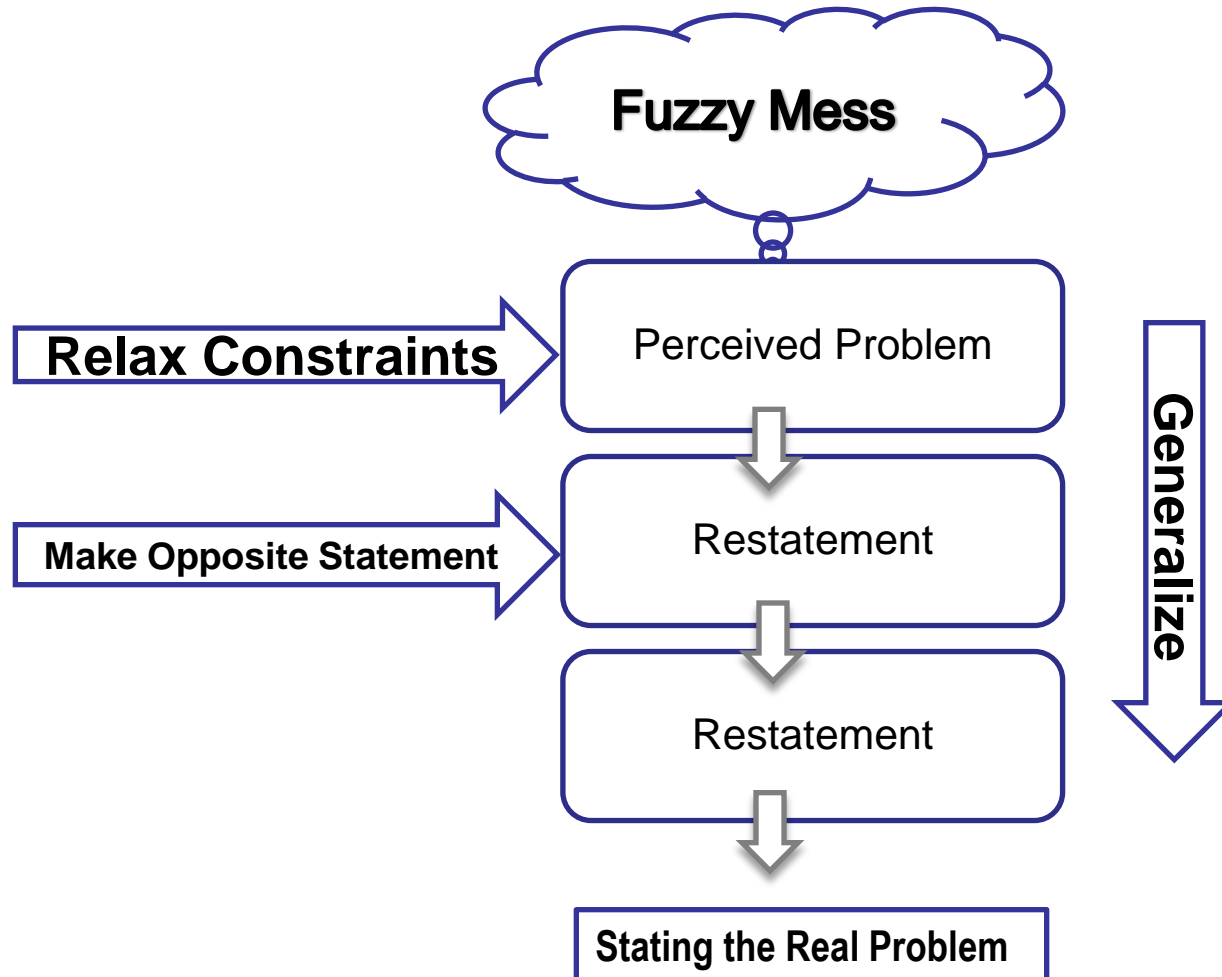 Fuzzy Mess
Relax Constraints
Perceived Problem
Generalize
Make Opposite Statement
Restatement
Restatement
Stating the Real Problem